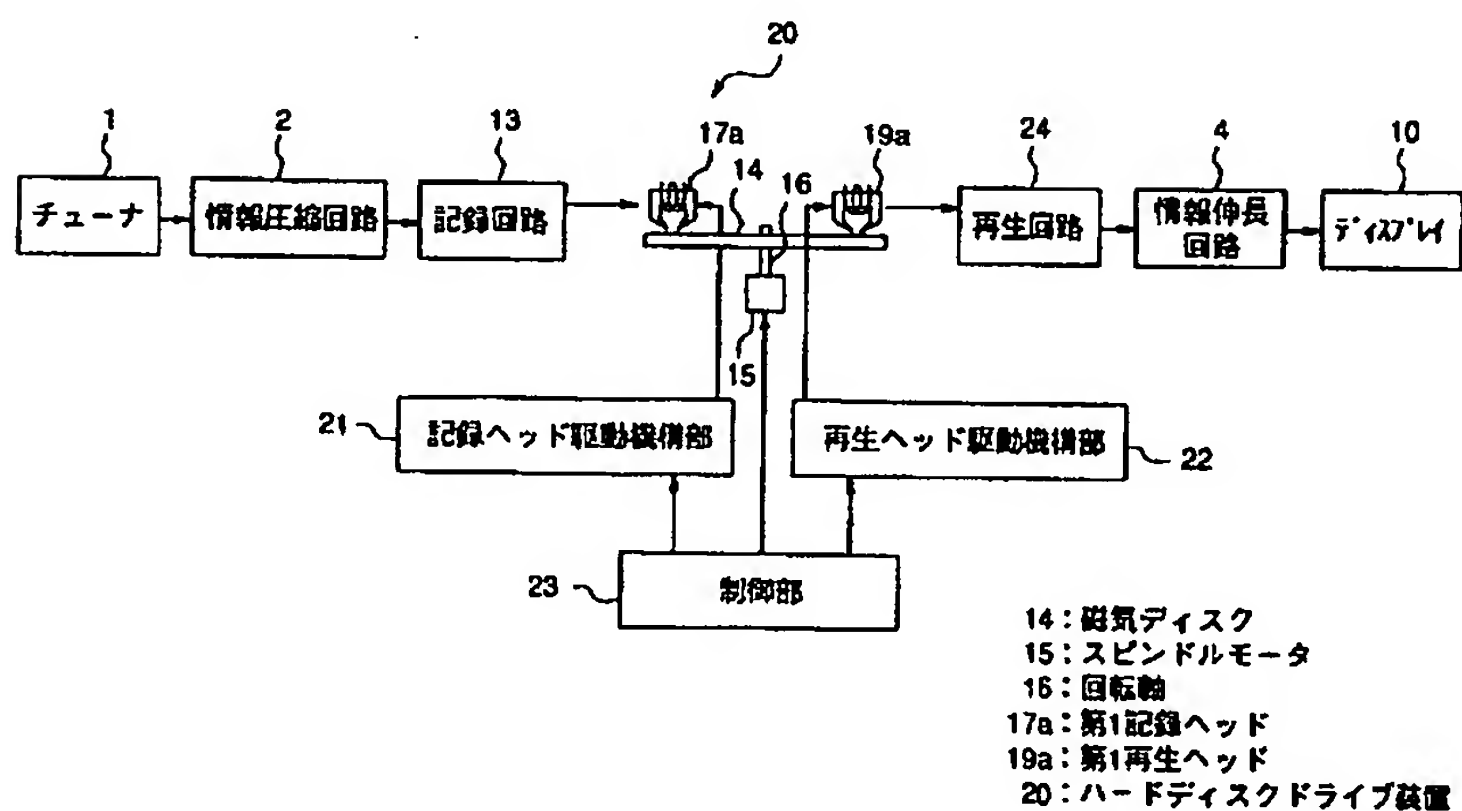 20
1
2
13
17a
14
16
19a
24
4
10
チューナ
情報圧縮回路
記録回路
再生回路
情報伸長
回路
ディスプレイ
15
21
記録ヘッド駆動機構部
再生ヘッド駆動機構部
22
23
制御部
14：磁気ディスク
15：スピンドルモータ
16：回転軸
17a：第1記録ヘッド
19a：第1再生ヘッド
20：ハードディスクドライブ装置